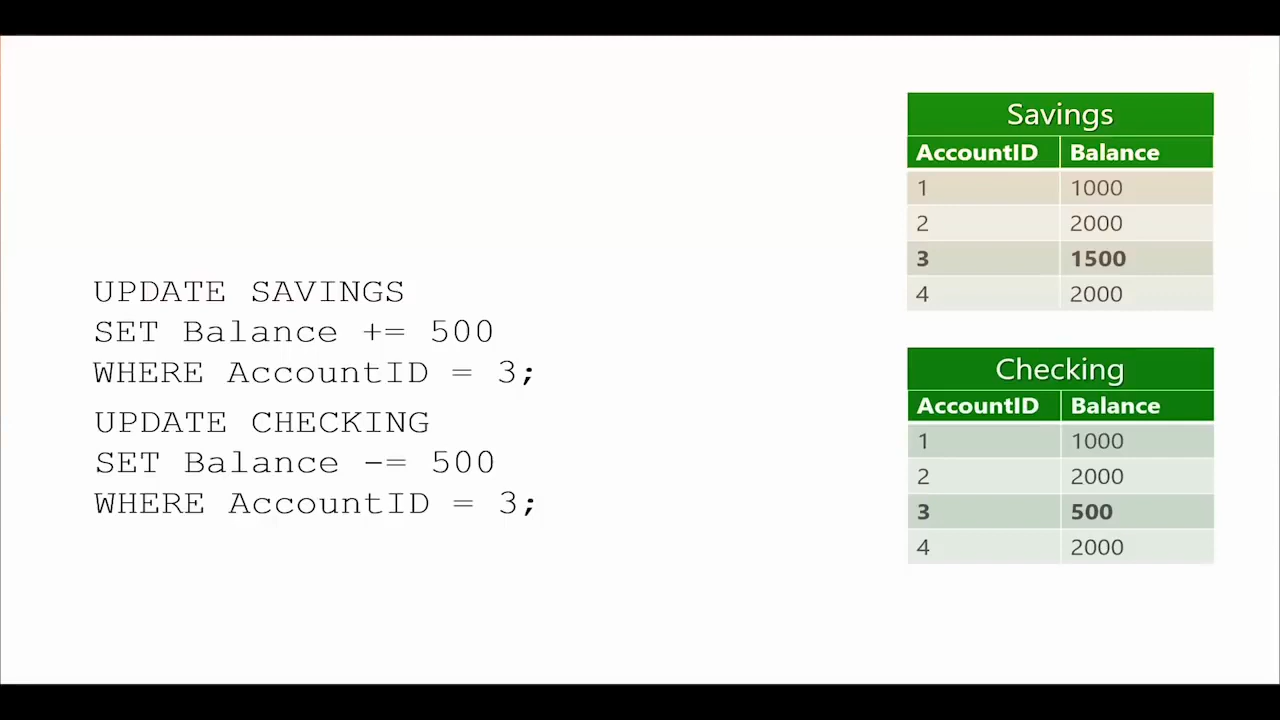 UPDATE SAVINGS
SET Balance += 500
WHERE AccountID = 3;
UPDATE CHECKING
SET Balance -= 500
WHERE AccountID = 3;
Savings
AccountID Balance
1 1000
2 2000
3 1500
4 2000
Checking
AccountID Balance
1 1000
2 2000
3 500
4 2000